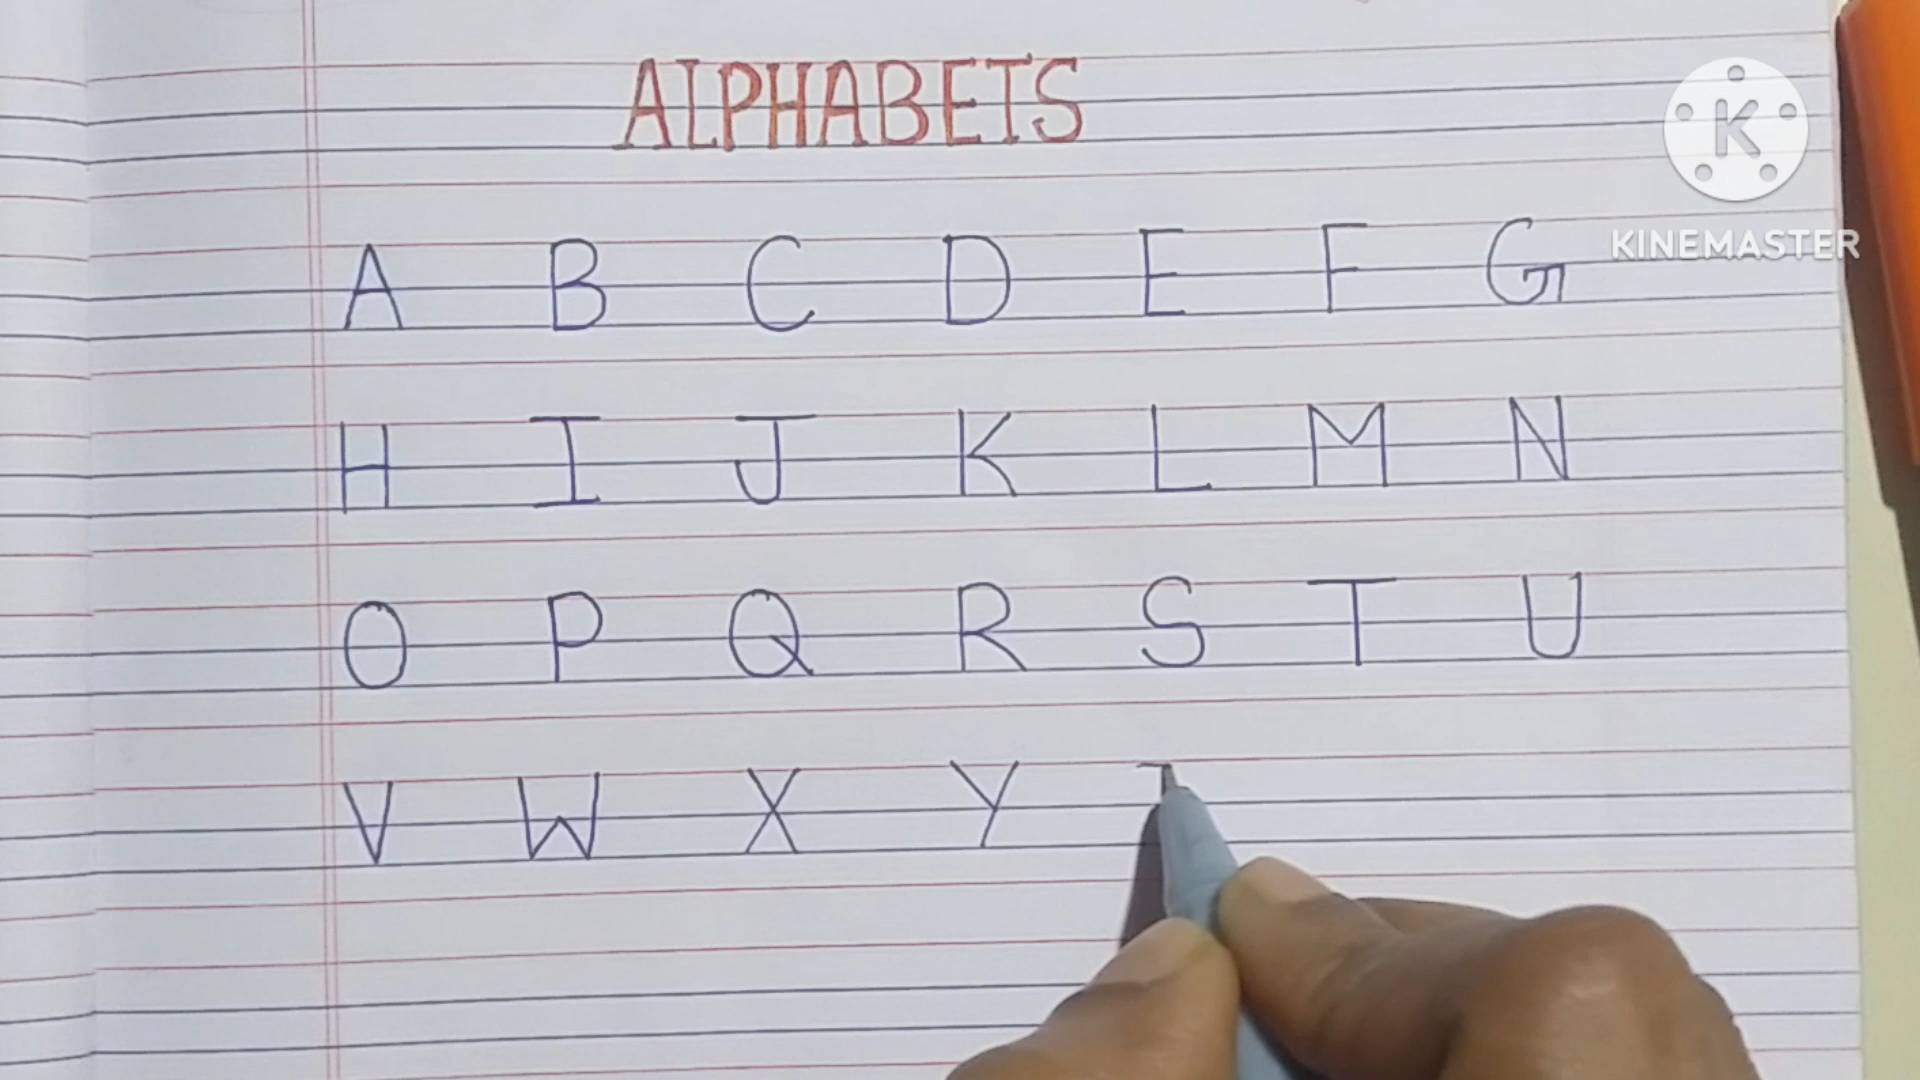 ALPHABETS
K
KINEMASTER
A B C D E F G
H I J K L M N
O P Q R S T U
V W X Y